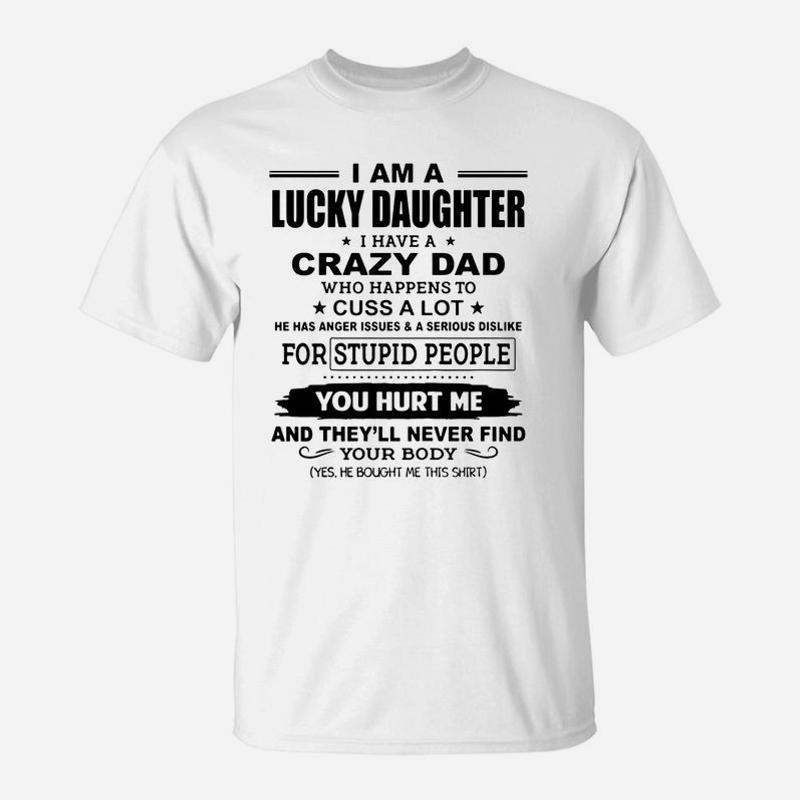 I AM A
LUCKY DAUGHTER
★ I HAVE A ★
CRAZY DAD
WHO HAPPENS TO
★ CUSS A LOT ★
HE HAS ANGER ISSUES & A SERIOUS DISLIKE
FOR STUPID PEOPLE
YOU HURT ME
AND THEY'LL NEVER FIND
YOUR BODY
(YES, HE BOUGHT ME THIS SHIRT)